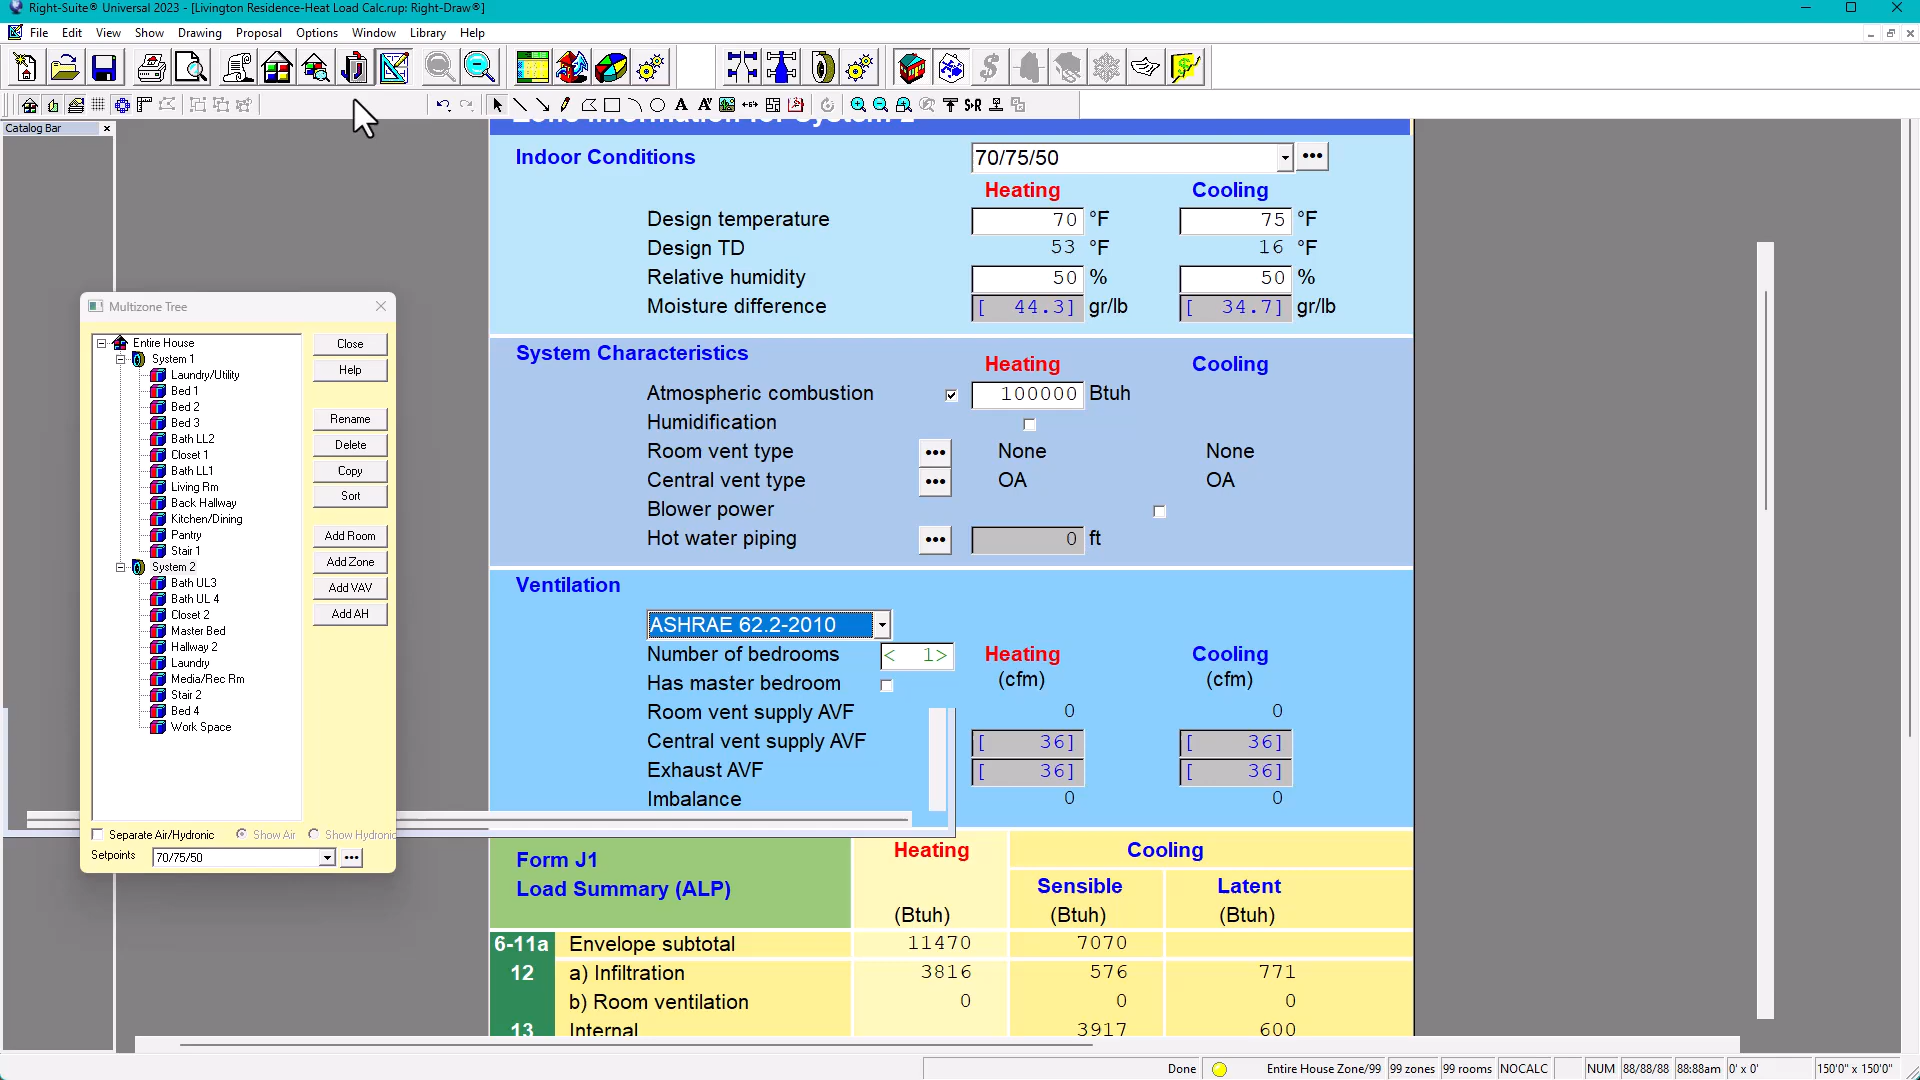 Right-Suite® Universal 2023 - [Livington Residence-Heat Load Calc.rup: Right-Draw®]
File Edit View Show Drawing Proposal Options Window Library Help
S•R
Catalog Bar
Zone Information for System 2
Indoor Conditions 70/75/50
Heating Cooling
Design temperature 70 °F 75 °F
Design TD 53 °F 16 °F
Relative humidity 50 % 50 %
Moisture difference [ 44.3] gr/lb [ 34.7] gr/lb
System Characteristics
Heating Cooling
Atmospheric combustion 100000 Btuh
Humidification
Room vent type ••• None None
Central vent type ••• OA OA
Blower power
Hot water piping ••• 0 ft
Ventilation
ASHRAE 62.2-2010
Number of bedrooms < 1> Heating Cooling
Has master bedroom (cfm) (cfm)
Room vent supply AVF 0 0
Central vent supply AVF [ 36] [ 36]
Exhaust AVF [ 36] [ 36]
Imbalance 0 0
Form J1
Load Summary (ALP)
Heating Cooling
Sensible Latent
(Btuh) (Btuh) (Btuh)
6-11a Envelope subtotal 11470 7070
12 a) Infiltration 3816 576 771
b) Room ventilation 0 0 0
13 Internal 3917 600
Multizone Tree
Entire House
System 1
Laundry/Utility
Bed 1
Bed 2
Bed 3
Bath LL2
Closet 1
Bath LL1
Living Rm
Back Hallway
Kitchen/Dining
Pantry
Stair 1
System 2
Bath UL3
Bath UL 4
Closet 2
Master Bed
Hallway 2
Laundry
Media/Rec Rm
Stair 2
Bed 4
Work Space
Close
Help
Rename
Delete
Copy
Sort
Add Room
Add Zone
Add VAV
Add AH
Separate Air/Hydronic Show Air Show Hydronic
Setpoints 70/75/50 •••
Done Entire House Zone/99 99 zones 99 rooms NOCALC NUM 88/88/88 88:88am 0' x 0' 150'0" x 150'0"